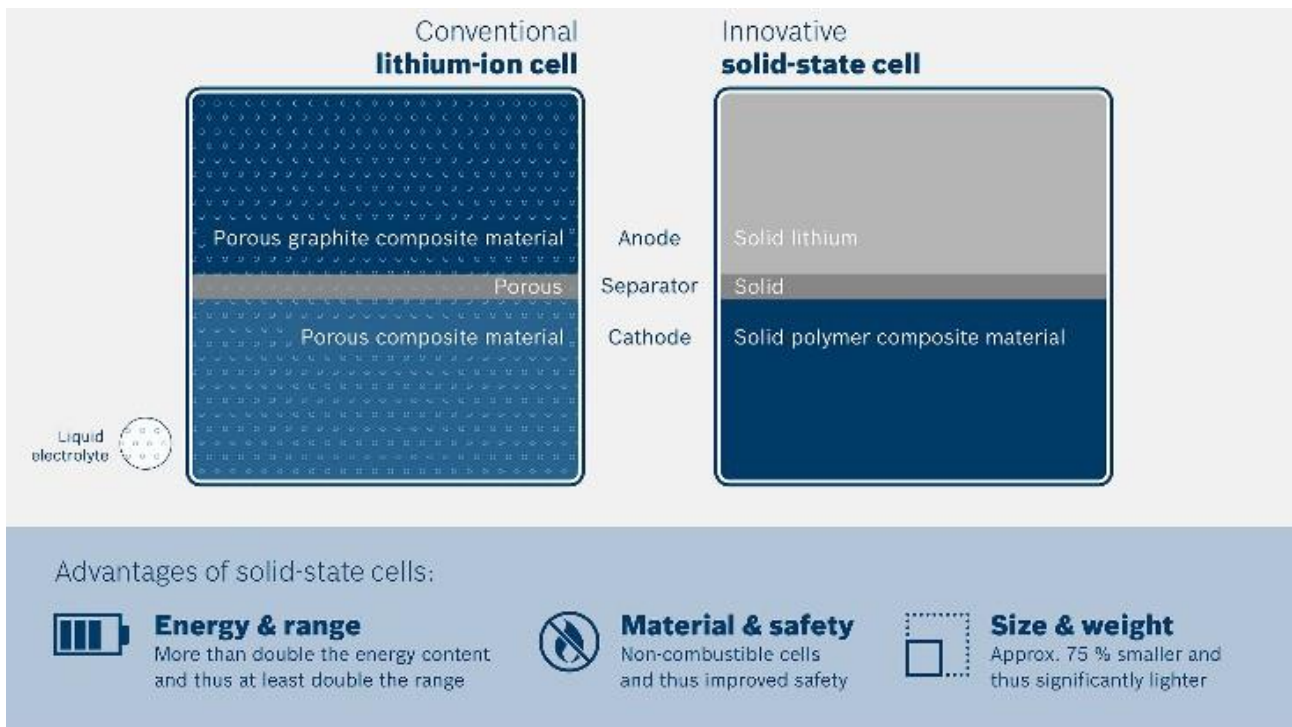 Conventional
lithium-ion cell
Innovative
solid-state cell
Porous graphite composite material
Anode
Solid lithium
Porous
Separator
Solid
Porous composite material
Cathode
Solid polymer composite material
Liquid
electrolyte
Advantages of solid-state cells:
Energy & range
More than double the energy content
and thus at least double the range
Material & safety
Non-combustible cells
and thus improved safety
Size & weight
Approx. 75 % smaller and
thus significantly lighter